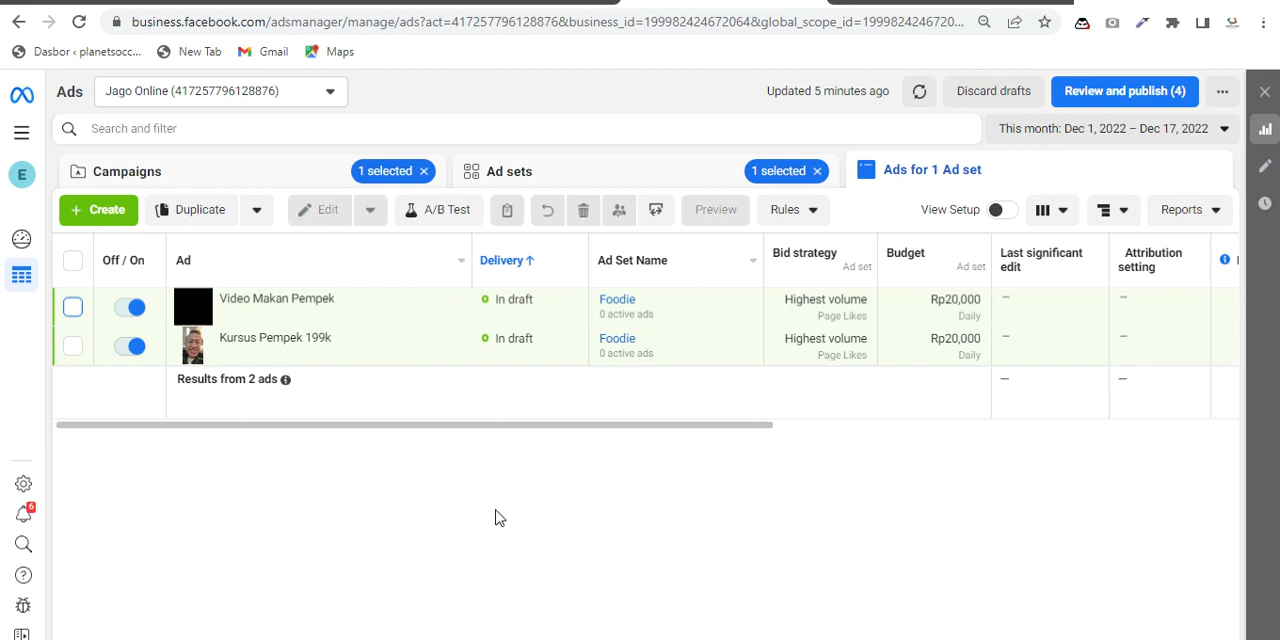 business.facebook.com/adsmanager/manage/ads?act=417257796128876&business_id=1999824246720​64&global_scope_id=19998242467​20...
Dasbor ‹ planetsocc... New Tab Gmail Maps
Ads Jago Online (417257796128876) Updated 5 minutes ago Discard drafts Review and publish (4) ...
Search and filter This month: Dec 1, 2022 – Dec 17, 2022
Campaigns 1 selected × Ad sets 1 selected × Ads for 1 Ad set
E
+ Create Duplicate Edit A/B Test Preview Rules View Setup Reports
Off / On Ad Delivery ↑ Ad Set Name Bid strategy Ad set Budget Ad set Last significant edit Attribution setting
Video Makan Pempek In draft Foodie Highest volume Rp20,000 – –
0 active ads Page Likes Daily
Kursus Pempek 199k In draft Foodie Highest volume Rp20,000 – –
0 active ads Page Likes Daily
Results from 2 ads – –
6